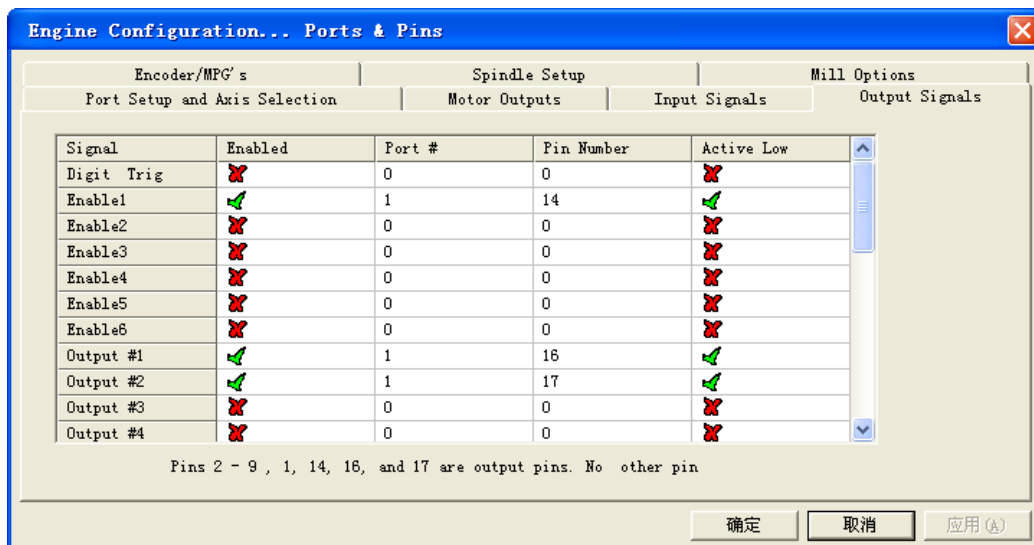 Engine Configuration... Ports & Pins
Encoder/MPG's Spindle Setup Mill Options
Port Setup and Axis Selection Motor Outputs Input Signals Output Signals
Signal Enabled Port # Pin Number Active Low
Digit Trig 0 0
Enable1 1 14
Enable2 0 0
Enable3 0 0
Enable4 0 0
Enable5 0 0
Enable6 0 0
Output #1 1 16
Output #2 1 17
Output #3 0 0
Output #4 0 0
Pins 2 - 9 , 1, 14, 16, and 17 are output pins. No other pin
确定 取消 应用(A)